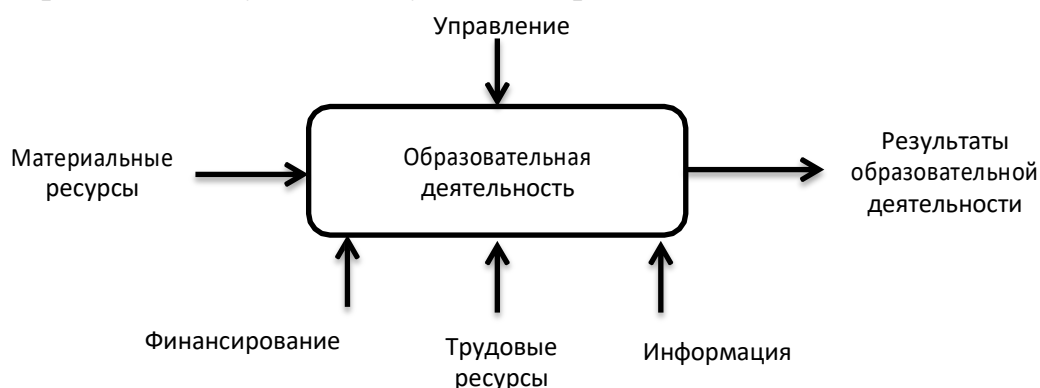 Управление
Материальные
ресурсы
Образовательная
деятельность
Результаты
образовательной
деятельности
Финансирование
Трудовые
ресурсы
Информация